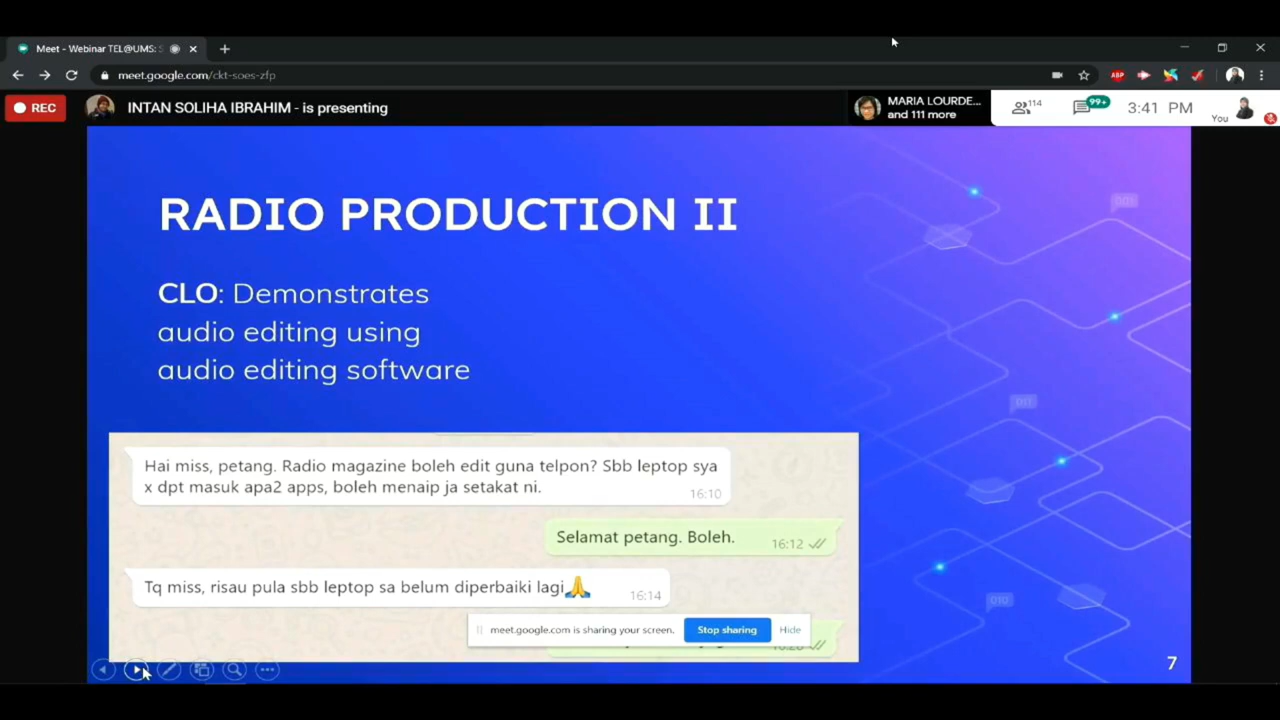 Meet - Webinar TEL@UMS: S
meet.google.com/ckt-soes-zfp
ABP
REC
INTAN SOLIHA IBRAHIM - is presenting
MARIA LOURDE...
and 111 more
114
99+
3:41 PM
You
RADIO PRODUCTION II
CLO: Demonstrates
audio editing using
audio editing software
Hai miss, petang. Radio magazine boleh edit guna telpon? Sbb leptop sya
x dpt masuk apa2 apps, boleh menaip ja setakat ni.
16:10
Selamat petang. Boleh.
16:12
Tq miss, risau pula sbb leptop sa belum diperbaiki lagi🙏
16:14
meet.google.com is sharing your screen.
Stop sharing
Hide
010
7